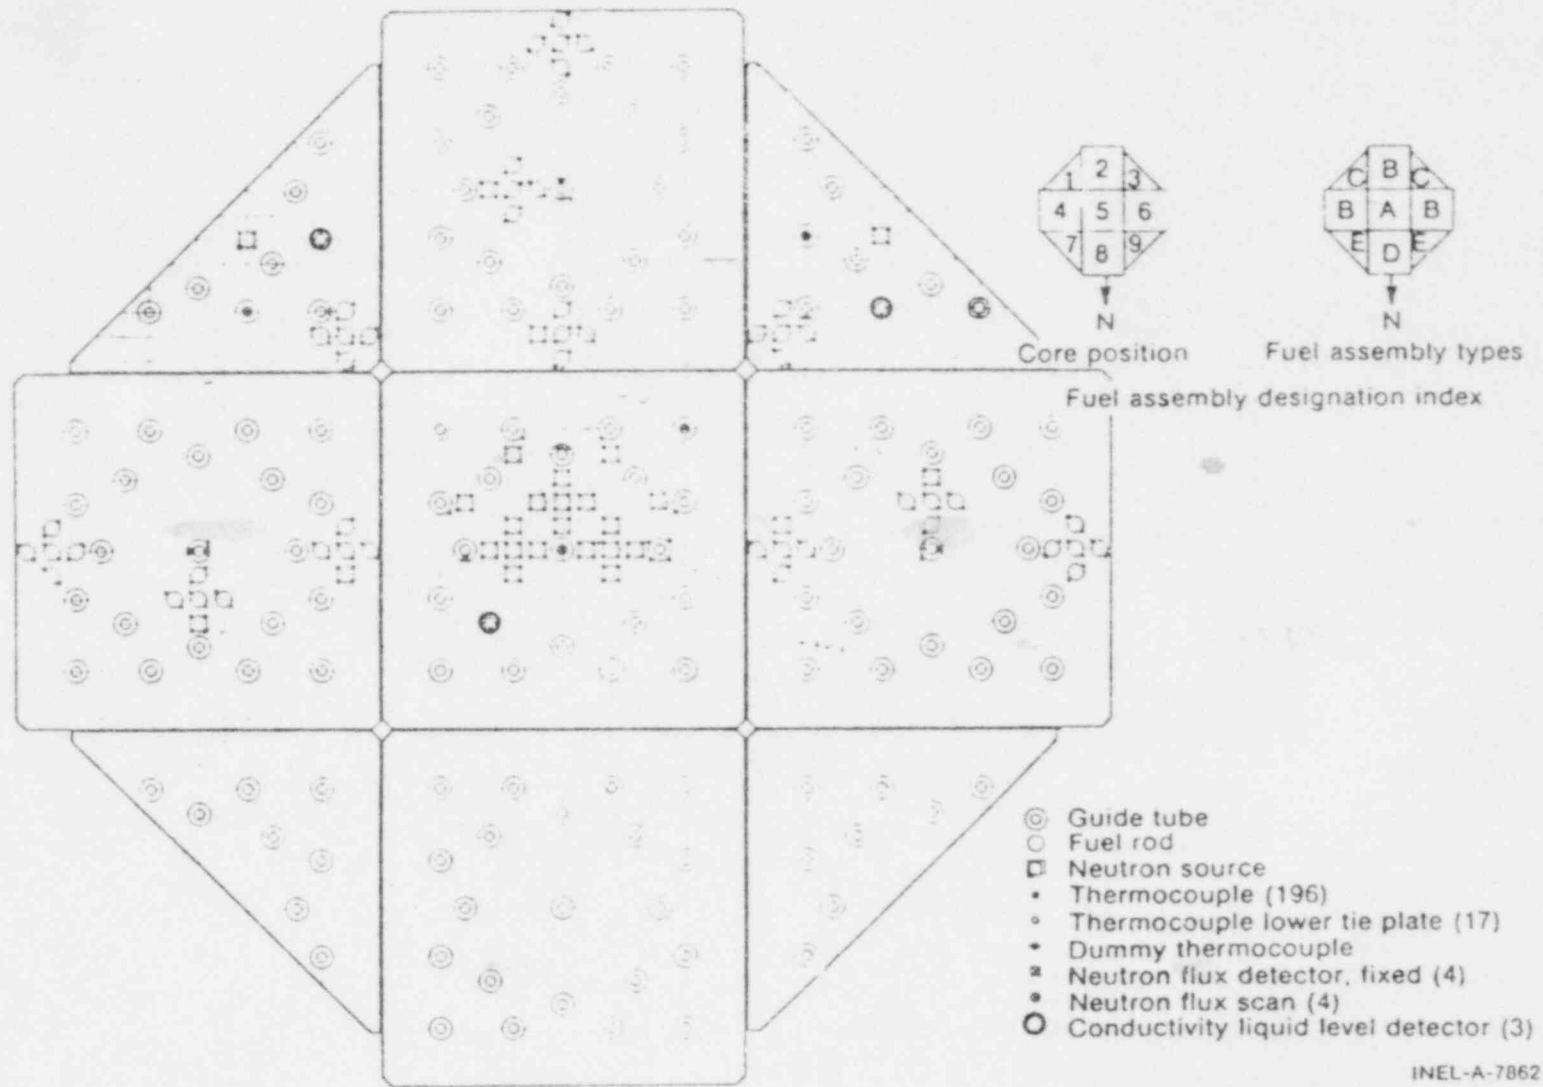 2
1 3
4 5 6
7 8 9
N
Core position
B
C C
B A B
E E
D
N
Fuel assembly types
Fuel assembly designation index
Guide tube
Fuel rod
Neutron source
Thermocouple (196)
Thermocouple lower tie plate (17)
Dummy thermocouple
Neutron flux detector, fixed (4)
Neutron flux scan (4)
Conductivity liquid level detector (3)
INEL-A-7862